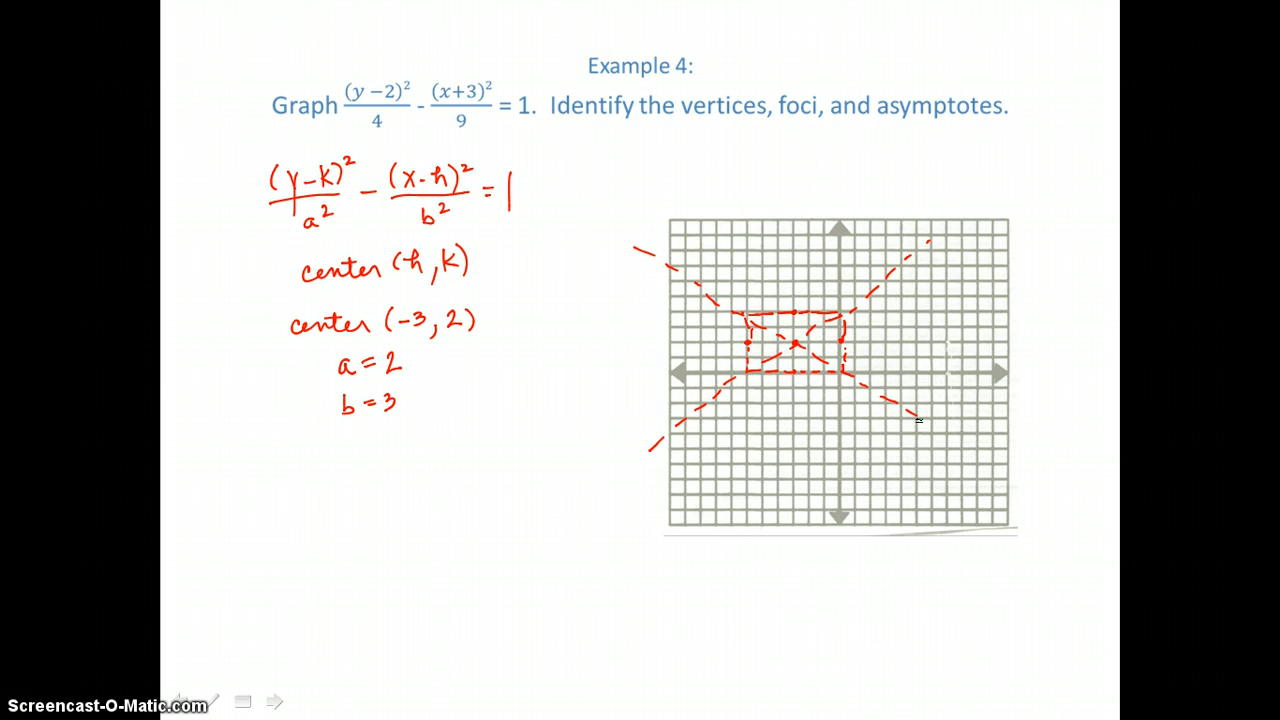 Example 4:
Graph (y −2)²/4 - (x+3)²/9 = 1. Identify the vertices, foci, and asymptotes.
(y-k)²/a² - (x-h)²/b² = 1
center (h, k)
center (-3, 2)
a = 2
b = 3
Screencast-O-Matic.com